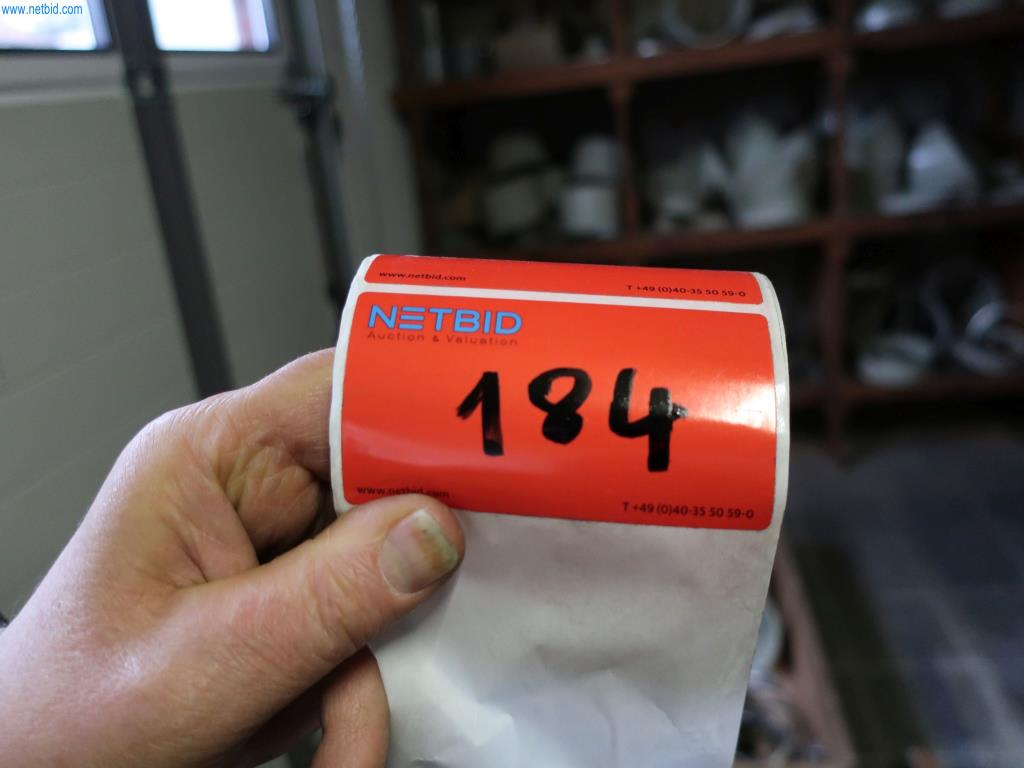 www.netbid.com
www.netbid.com
T +49 (0)40-35 50 59-0
NETBID
Auction & Valuation
184
www.netbid.com
T +49 (0)40-35 50 59-0